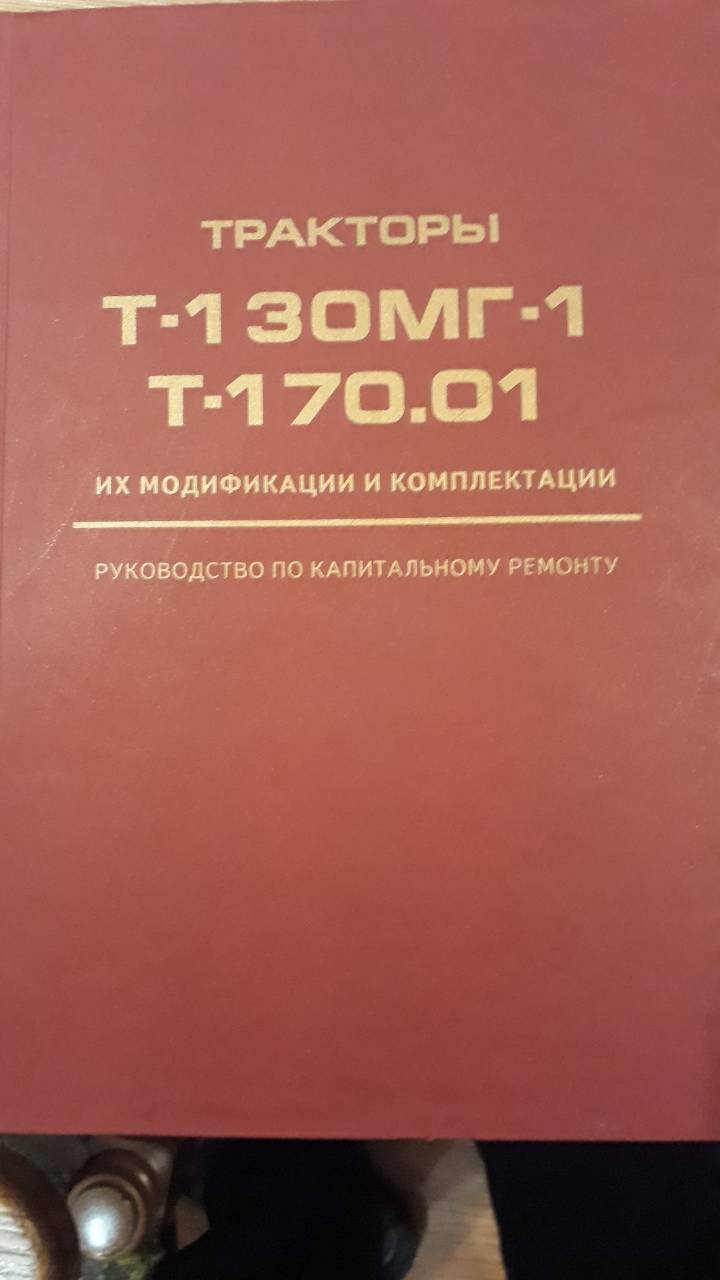 ТРАКТОРЫ
Т-130МГ-1
Т-170.01
ИХ МОДИФИКАЦИИ И КОМПЛЕКТАЦИИ
РУКОВОДСТВО ПО КАПИТАЛЬНОМУ РЕМОНТУ